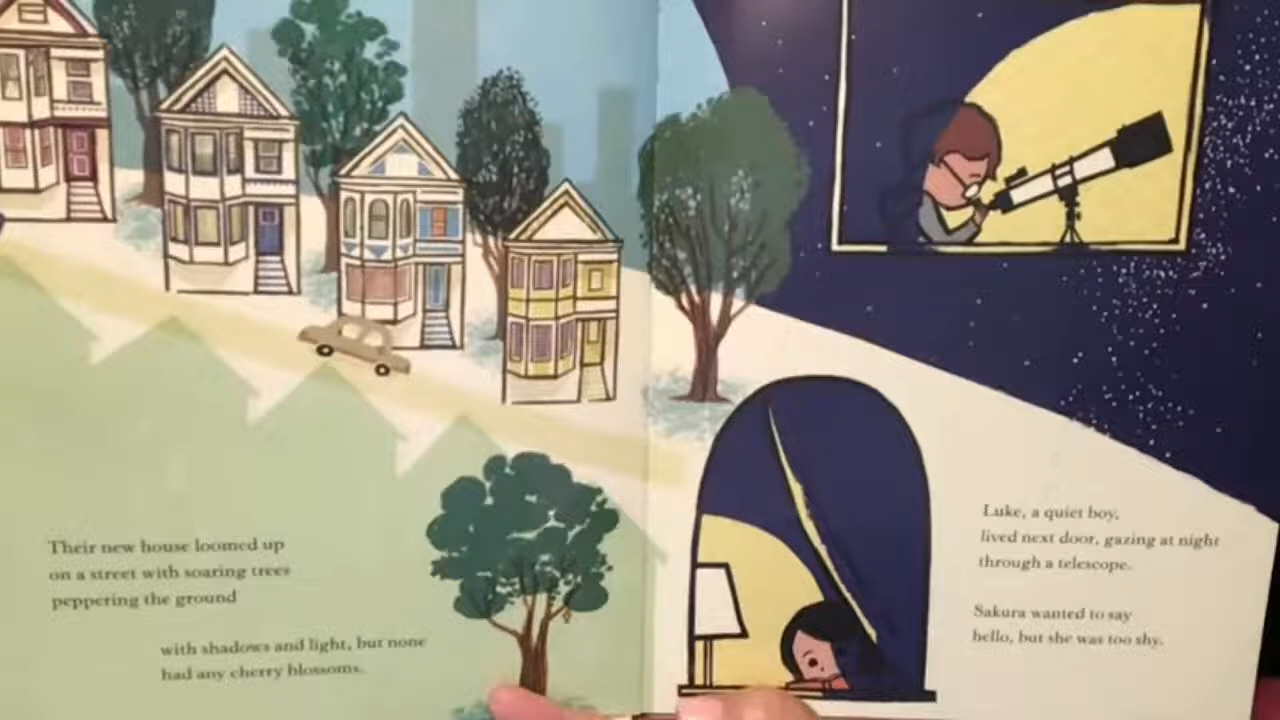 Their new house loomed up
on a street with soaring trees
peppering the ground
with shadows and light, but none
had any cherry blossoms.
Luke, a quiet boy,
lived next door, gazing at night
through a telescope.
Sakura wanted to say
hello, but she was too shy.